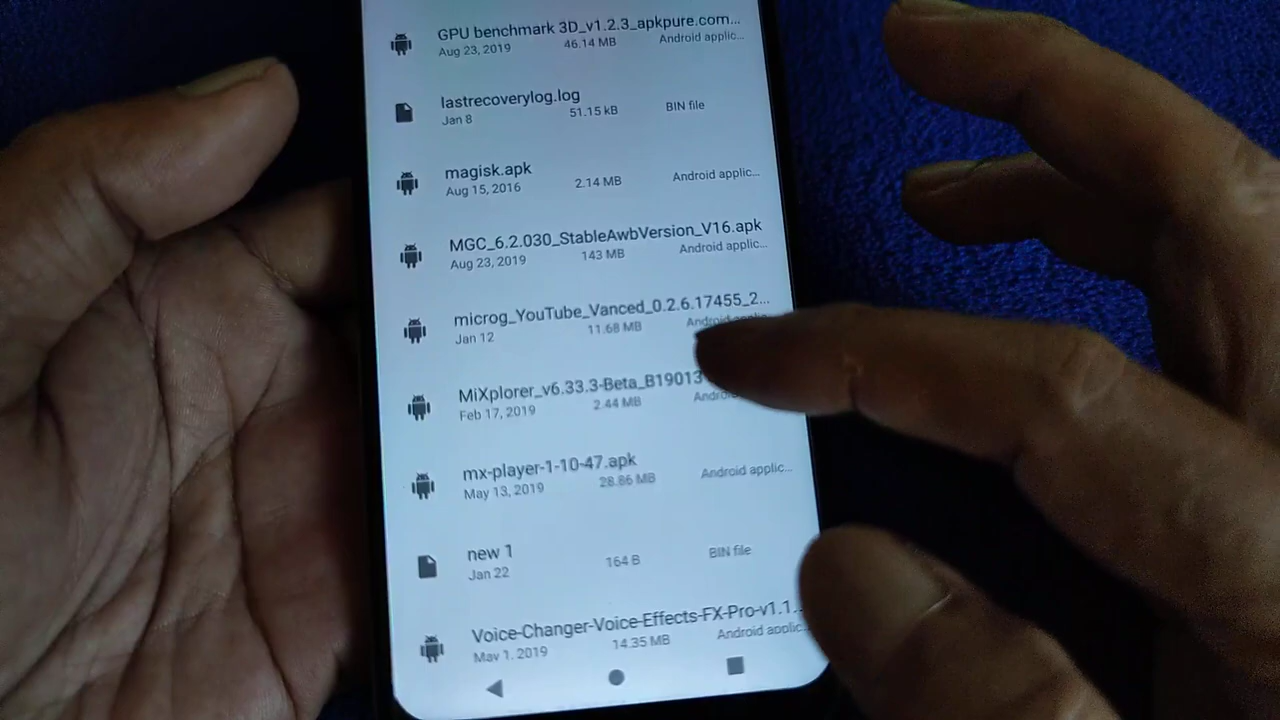 GPU benchmark 3D_v1.2.3_apkpure.com...
Aug 23, 2019 46.14 MB Android applic...
lastrecoverylog.log
Jan 8 51.15 kB BIN file
magisk.apk
Aug 15, 2016 2.14 MB Android applic...
MGC_6.2.030_StableAwbVersion_V16.apk
Aug 23, 2019 143 MB Android applic...
microg_YouTube_Vanced_0.2.6.17455_2...
Jan 12 11.68 MB Android applic...
MiXplorer_v6.33.3-Beta_B19013
Feb 17, 2019 2.44 MB
mx-player-1-10-47.apk
May 13, 2019 28.86 MB Android applic...
new 1
Jan 22 164 B BIN file
Voice-Changer-Voice-Effects-FX-Pro-v1.1...
May 1, 2019 14.35 MB Android applic...